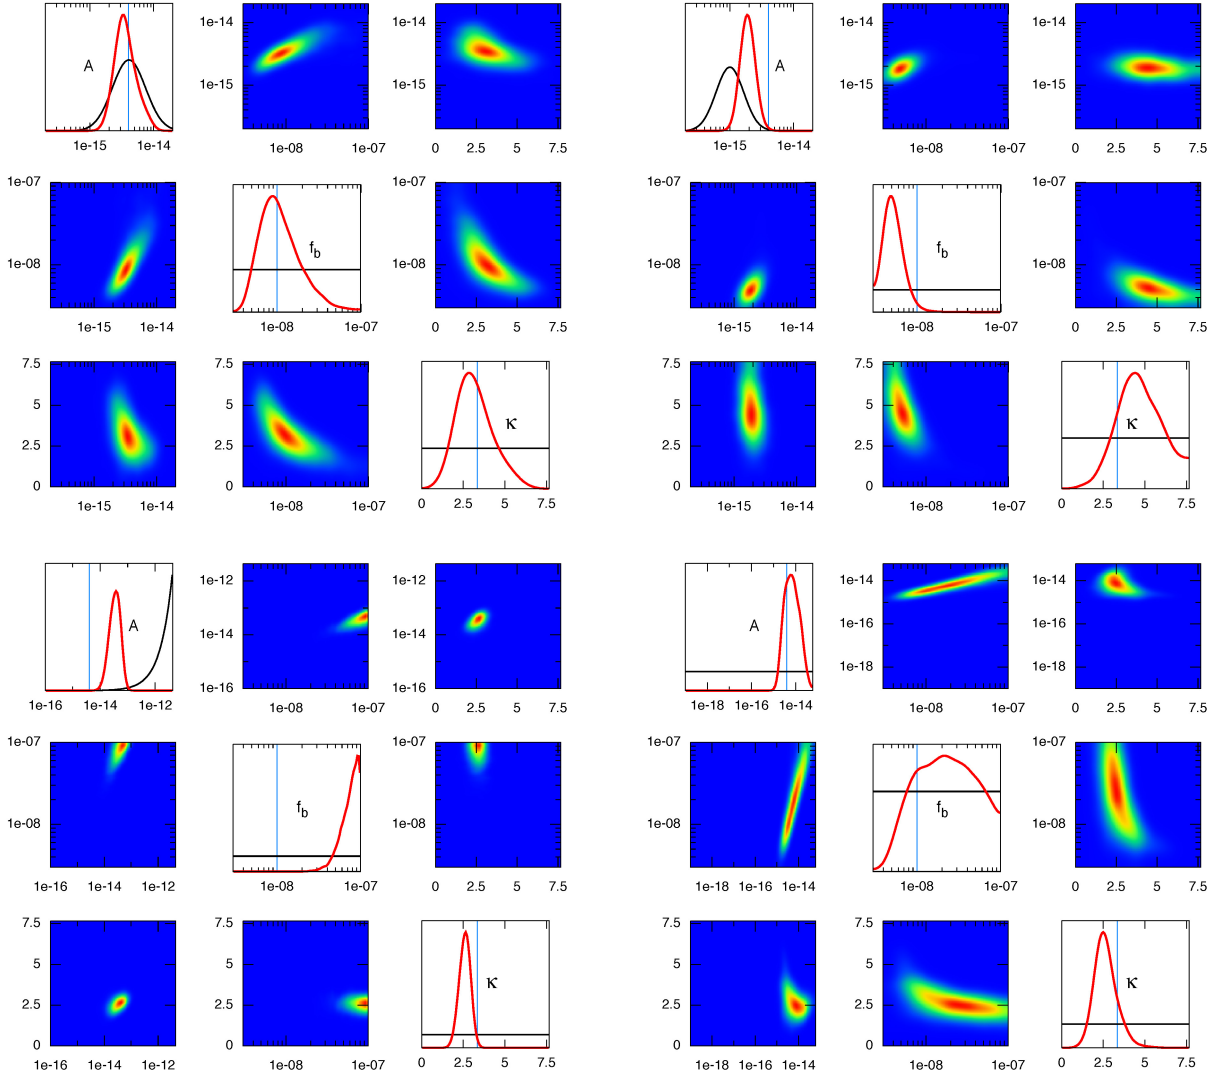 1e-14 1e-14 1e-14 1e-14
A A
1e-15 1e-15 1e-15 1e-15
1e-15 1e-14 1e-08 1e-07 0 2.5 5 7.5 1e-15 1e-14 1e-08 1e-07 0 2.5 5 7.5
1e-07 1e-07 1e-07 1e-07
fb fb
1e-08 1e-08 1e-08 1e-08
1e-15 1e-14 1e-08 1e-07 0 2.5 5 7.5 1e-15 1e-14 1e-08 1e-07 0 2.5 5 7.5
7.5 7.5 7.5 7.5
5 5 5 5
κ κ
2.5 2.5 2.5 2.5
0 0 0 0
1e-15 1e-14 1e-08 1e-07 0 2.5 5 7.5 1e-15 1e-14 1e-08 1e-07 0 2.5 5 7.5
1e-12 1e-12 1e-14 1e-14
A A
1e-14 1e-14 1e-16 1e-16
1e-16 1e-16 1e-18 1e-18
1e-16 1e-14 1e-12 1e-08 1e-07 0 2.5 5 7.5 1e-18 1e-16 1e-14 1e-08 1e-07 0 2.5 5 7.5
1e-07 1e-07 1e-07 1e-07
fb fb
1e-08 1e-08 1e-08 1e-08
1e-16 1e-14 1e-12 1e-08 1e-07 0 2.5 5 7.5 1e-18 1e-16 1e-14 1e-08 1e-07 0 2.5 5 7.5
7.5 7.5 7.5 7.5
5 5 5 5
κ κ
2.5 2.5 2.5 2.5
0 0 0 0
1e-16 1e-14 1e-12 1e-08 1e-07 0 2.5 5 7.5 1e-18 1e-16 1e-14 1e-08 1e-07 0 2.5 5 7.5